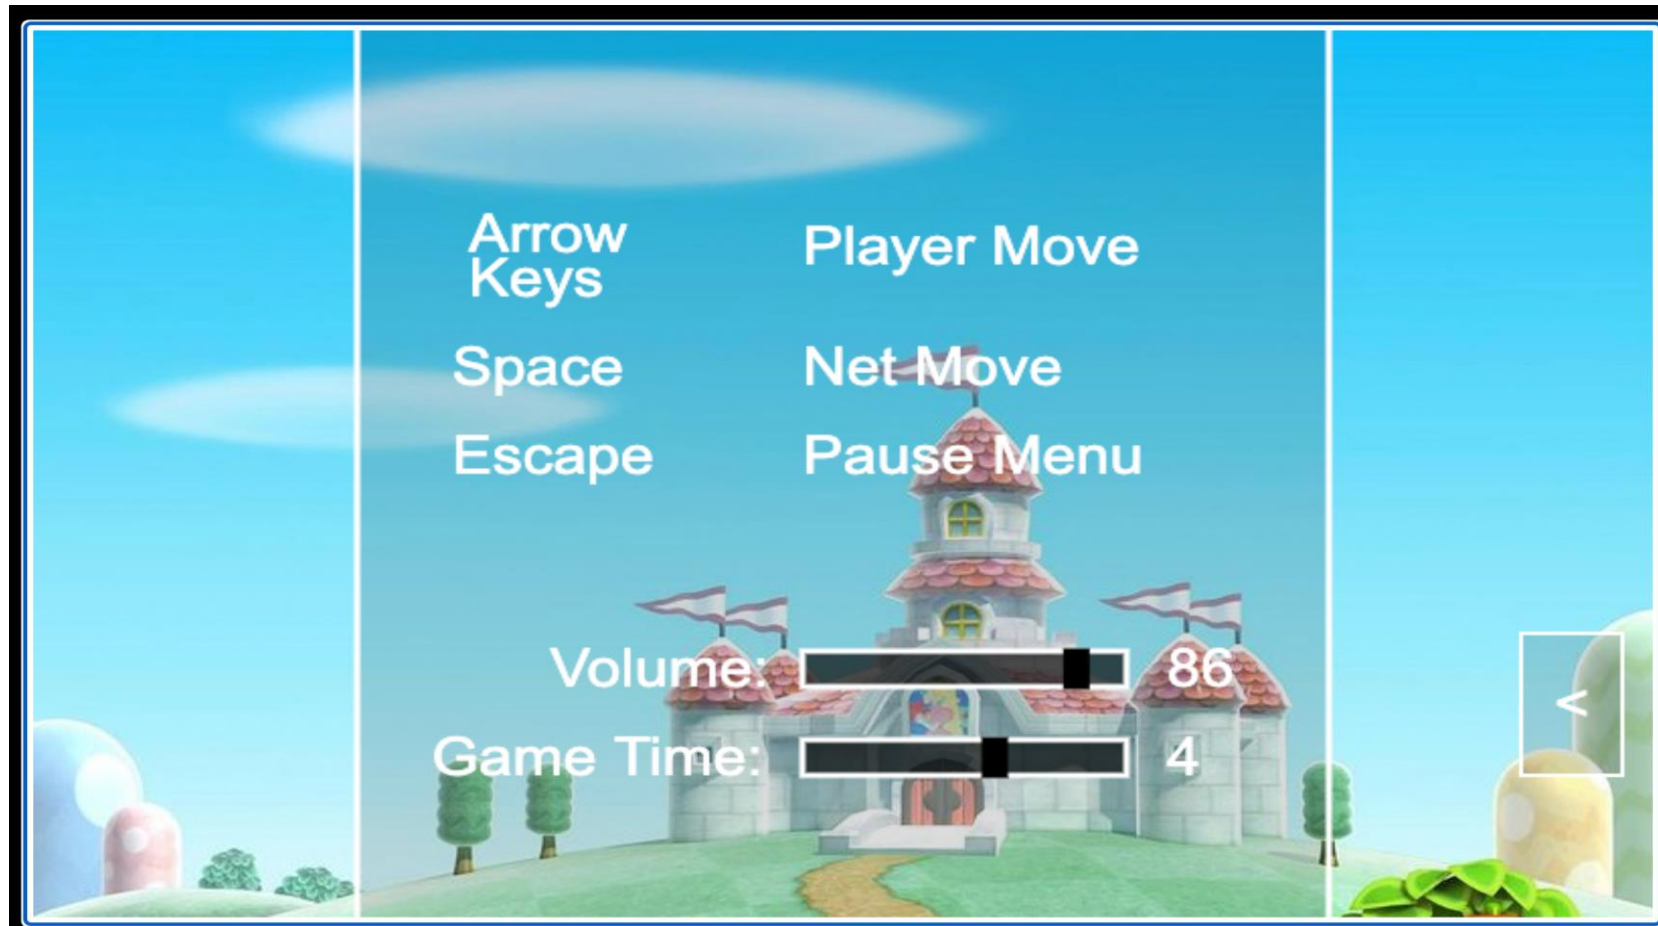 Arrow
Keys
Player Move
Space
Net Move
Escape
Pause Menu
Volume:
86
Game Time:
4
<